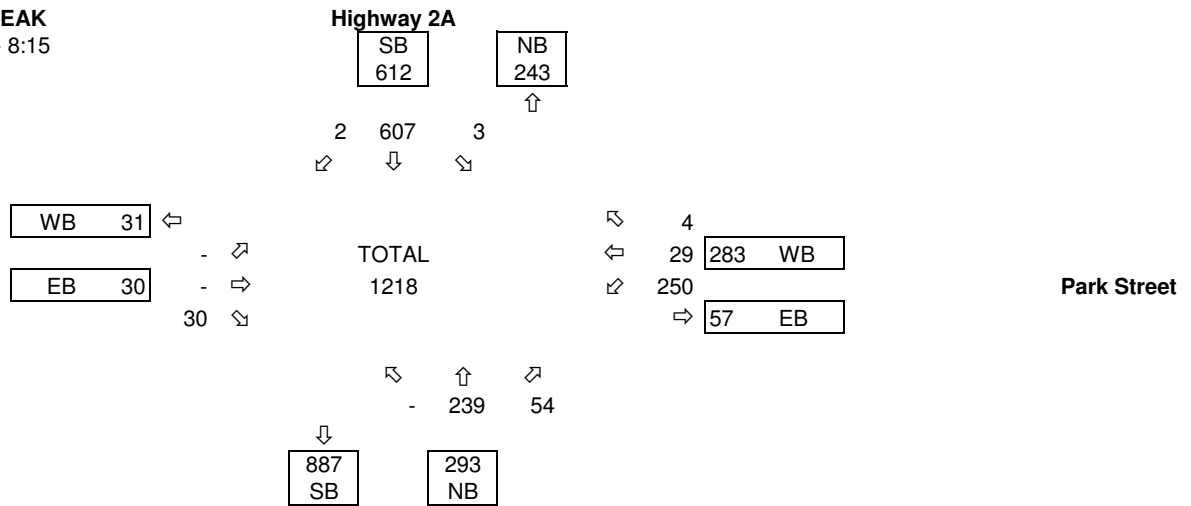 EAK Highway 2A
8:15 SB NB
612 243
⇧
2 607 3
⬃ ⇩ ⬂
WB 31 ⇦ ⬁ 4
- ⬀ TOTAL ⇦ 29 283 WB
EB 30 - ⇨ 1218 ⬃ 250 Park Street
30 ⬂ ⇨ 57 EB
⬁ ⇧ ⬀
- 239 54
⇩
887 293
SB NB